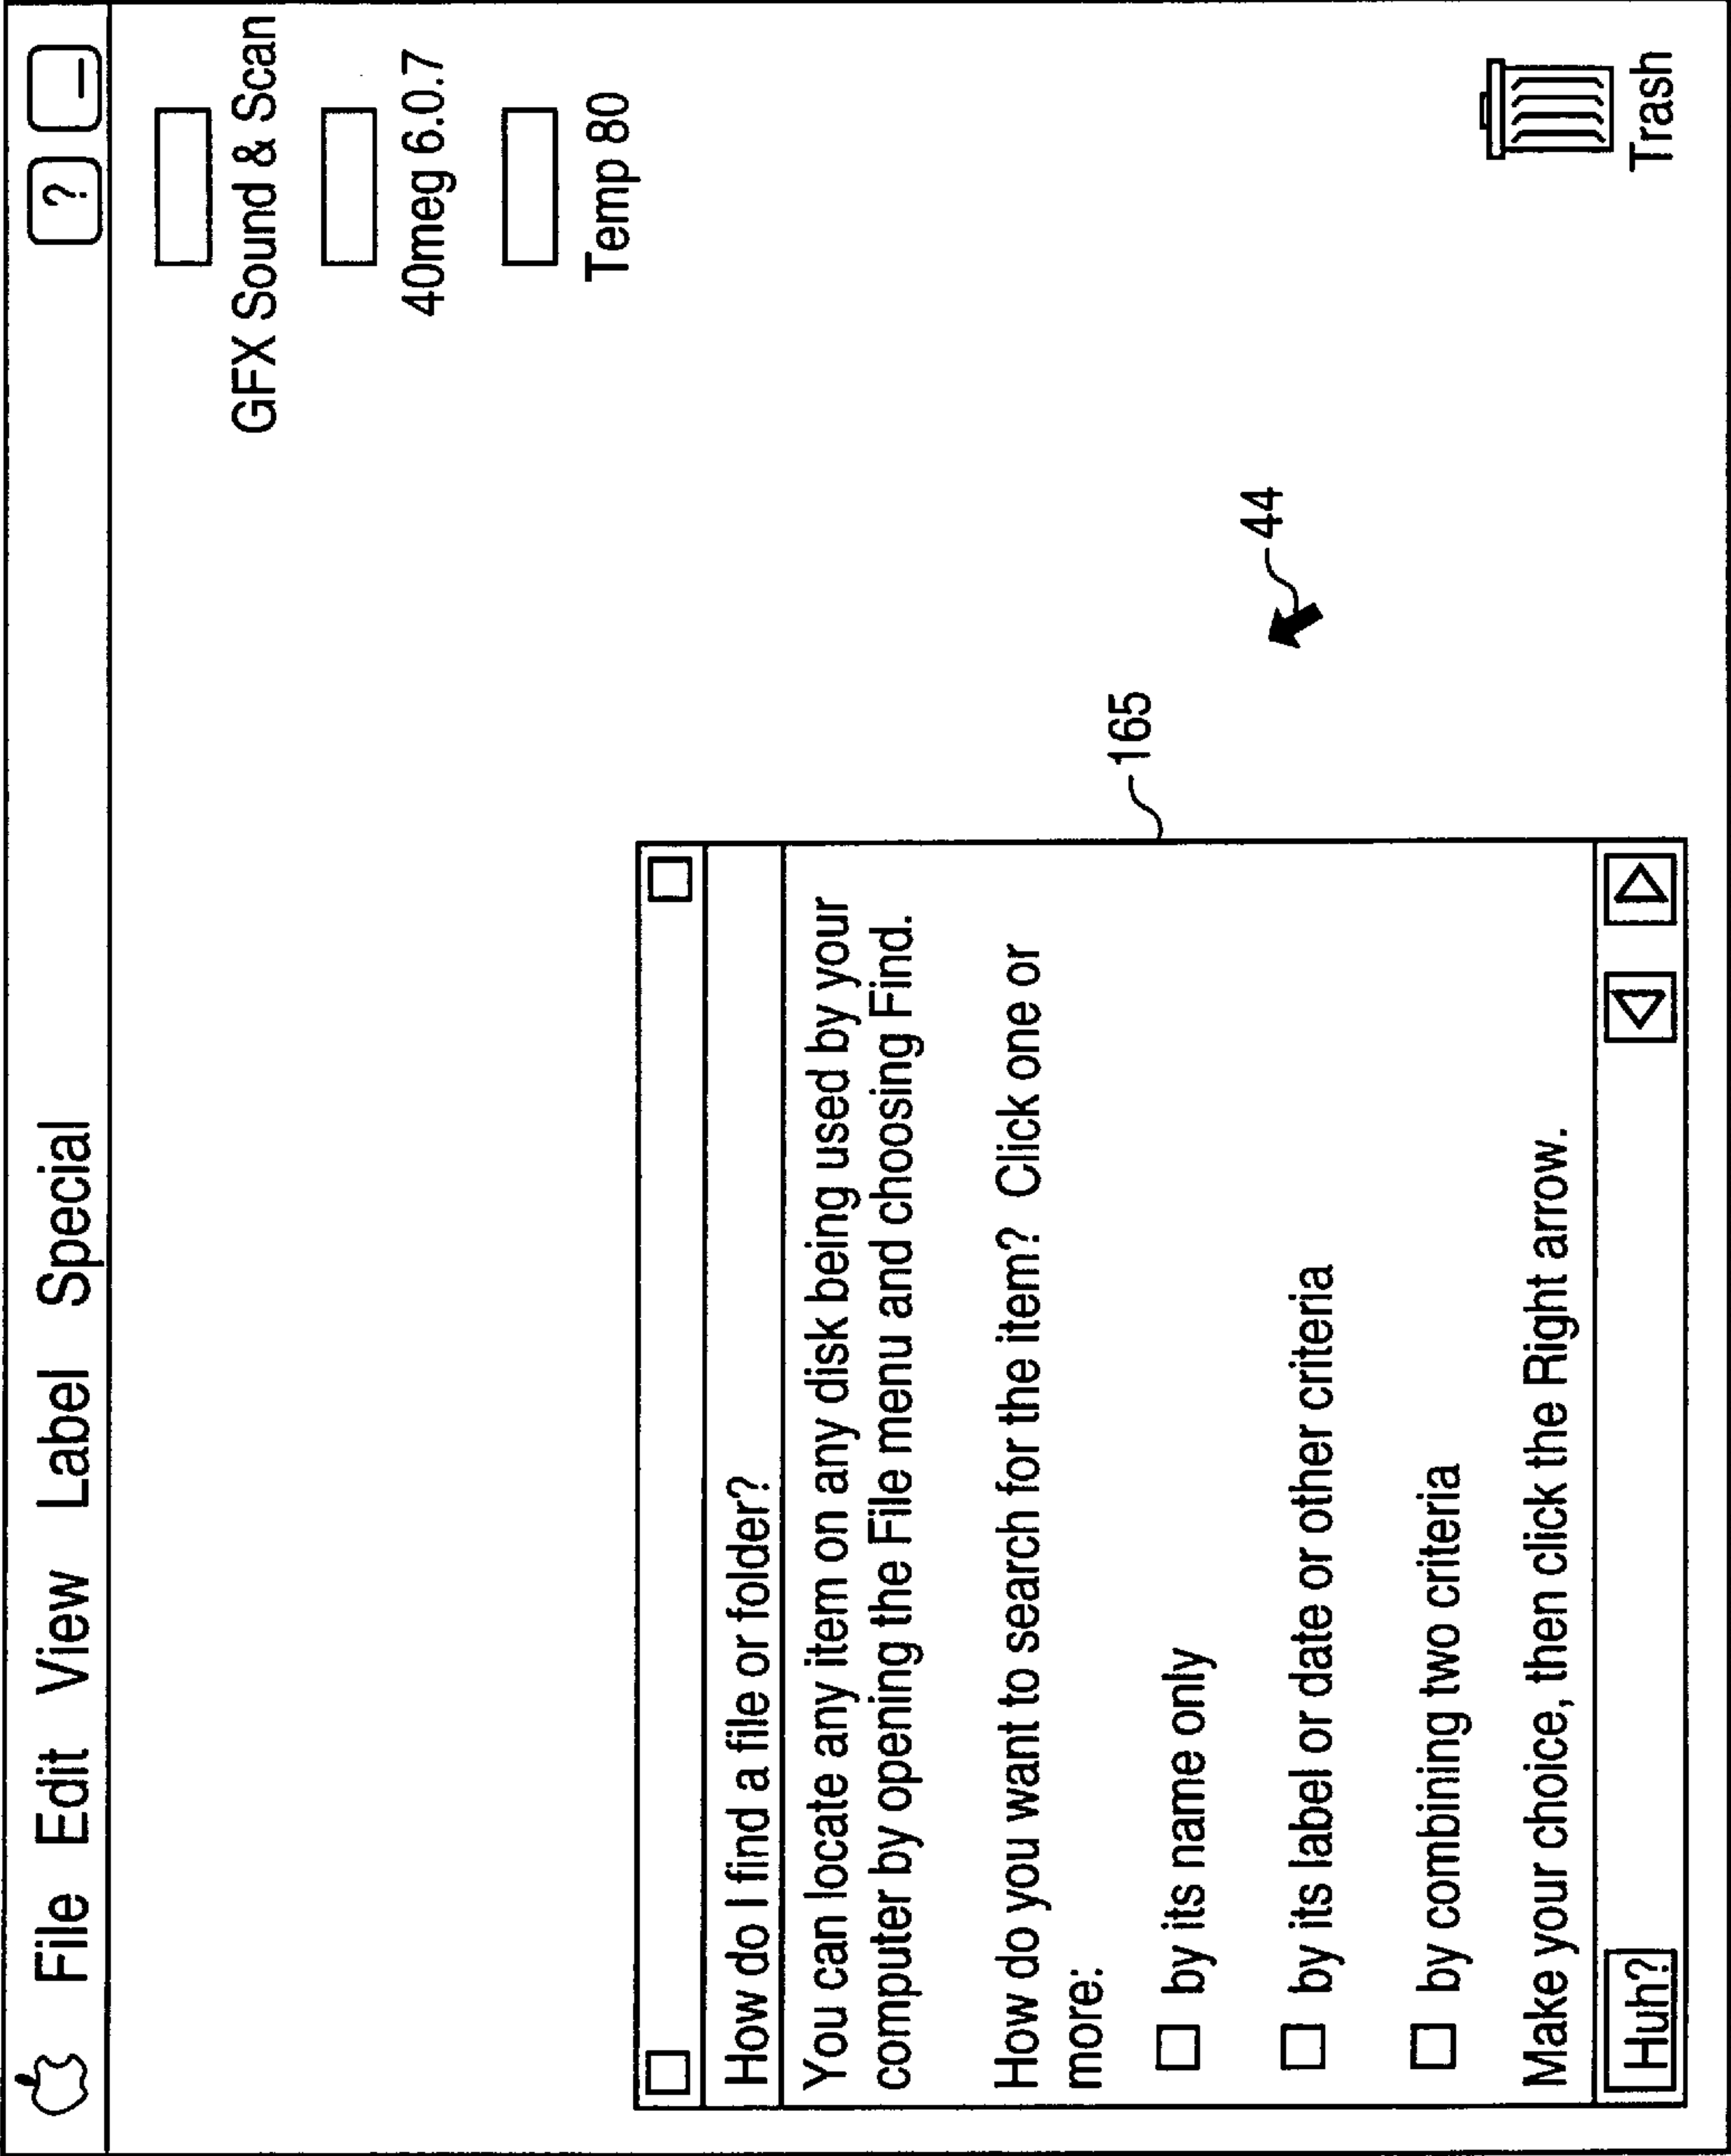 File Edit View Label Special ? _
GFX Sound & Scan
40meg 6.0.7
Temp 80
How do I find a file or folder?
You can locate any item on any disk being used by your
computer by opening the File menu and choosing Find.
How do you want to search for the item? Click one or
more:
by its name only
by its label or date or other criteria
by combining two criteria
Make your choice, then click the Right arrow.
Huh?
165
44
Trash